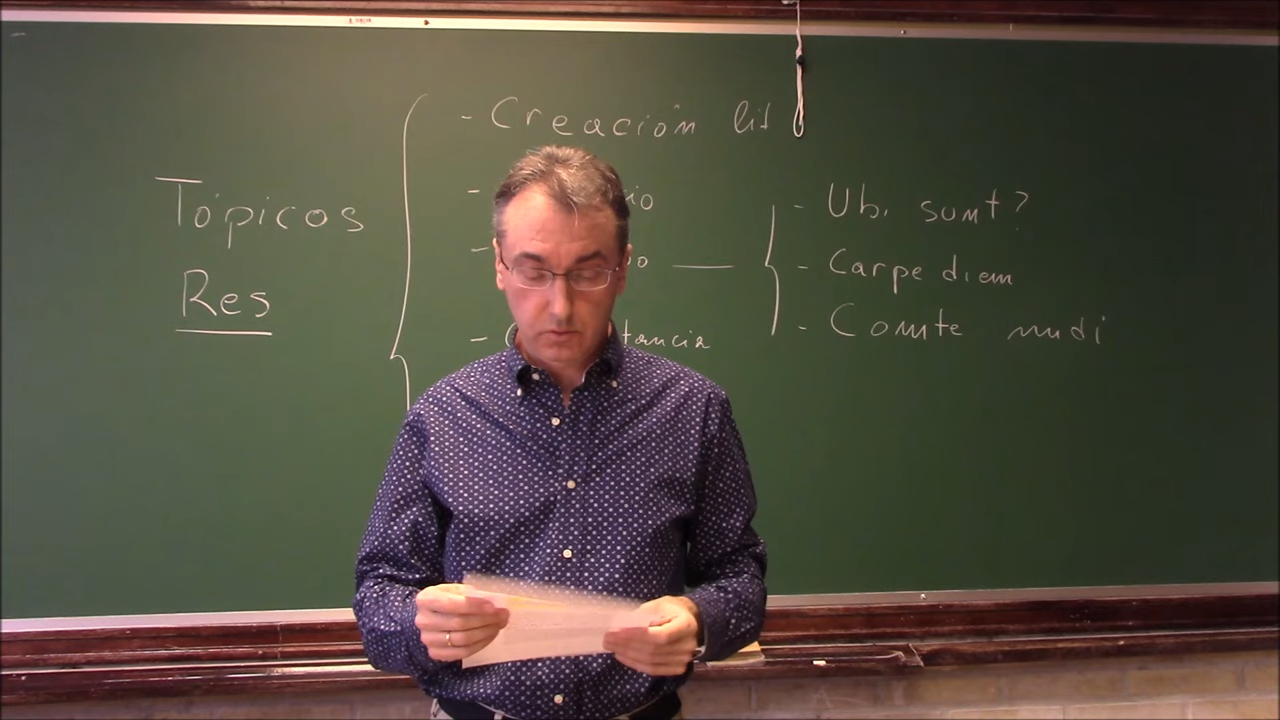 Tópicos
Res
- Creación lit
-
-
-
- Ubi sunt?
- Carpe diem
- Comte mudi